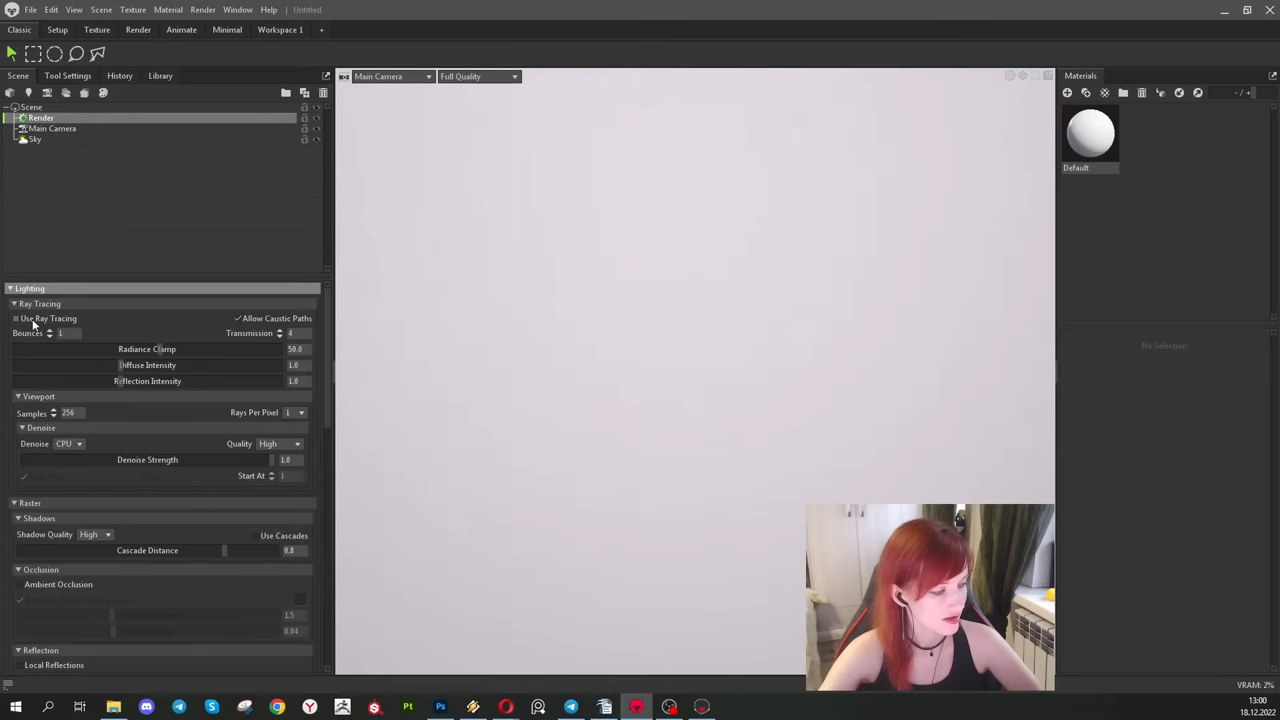 File Edit View Scene Texture Material Render Window Help Untitled
Classic Setup Texture Render Animate Minimal Workspace 1 +
Scene Tool Settings History Library
Main Camera Full Quality
Materials
- / +
Scene
Render
Main Camera
Sky
Default
Lighting
Ray Tracing
Use Ray Tracing Allow Caustic Paths
Bounces 1 Transmission 4
Radiance Clamp 50.0
Diffuse Intensity 1.0
Reflection Intensity 1.0
No Selection
Viewport
Samples 256 Rays Per Pixel 1
Denoise
Denoise CPU Quality High
Denoise Strength 1.0
Start At 1
Raster
Shadows
Shadow Quality High Use Cascades
Cascade Distance 0.8
Occlusion
Ambient Occlusion
1.5
0.04
Reflection
Local Reflections
VRAM: 2%
Pt Ps
13:00
18.12.2022